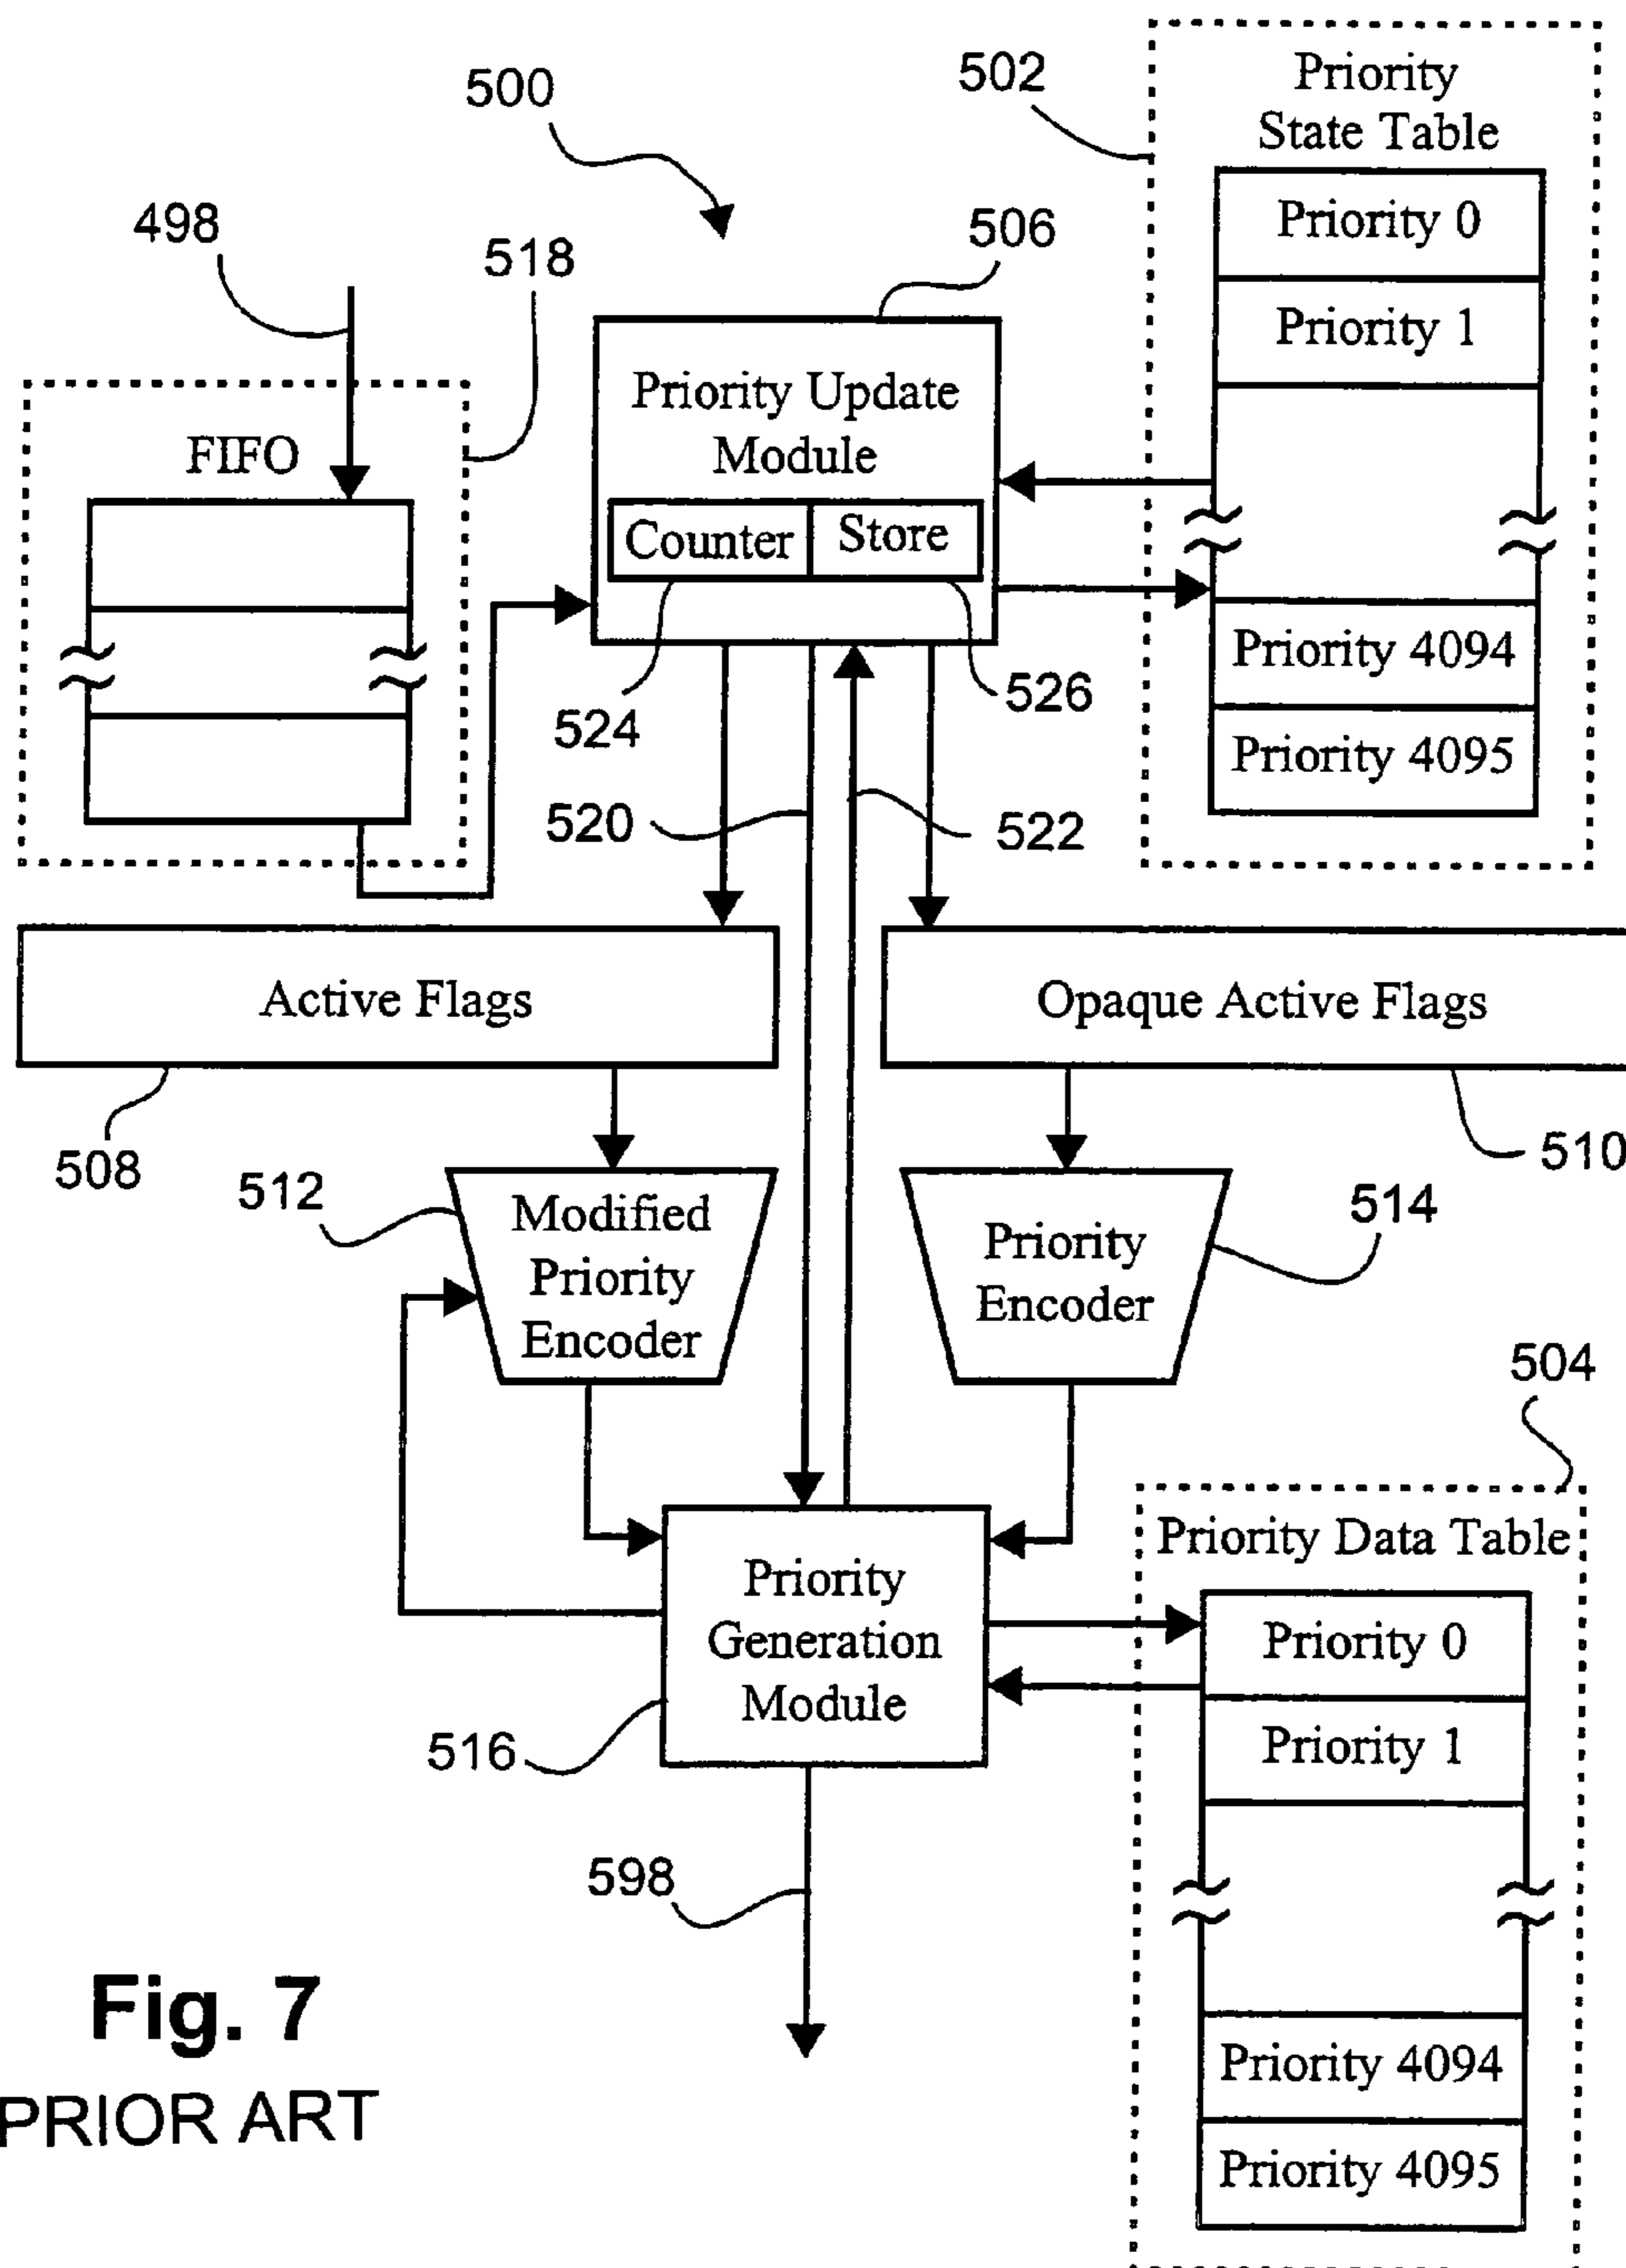 500
502
Priority
State Table
Priority 0
Priority 1
Priority 4094
Priority 4095
498
518
506
FIFO
Priority Update
Module
Counter
Store
524
526
520
522
Active Flags
Opaque Active Flags
508
510
512
Modified
Priority
Encoder
514
Priority
Encoder
504
Priority Data Table
Priority 0
Priority 1
Priority 4094
Priority 4095
Priority
Generation
Module
516
598
Fig. 7
PRIOR ART